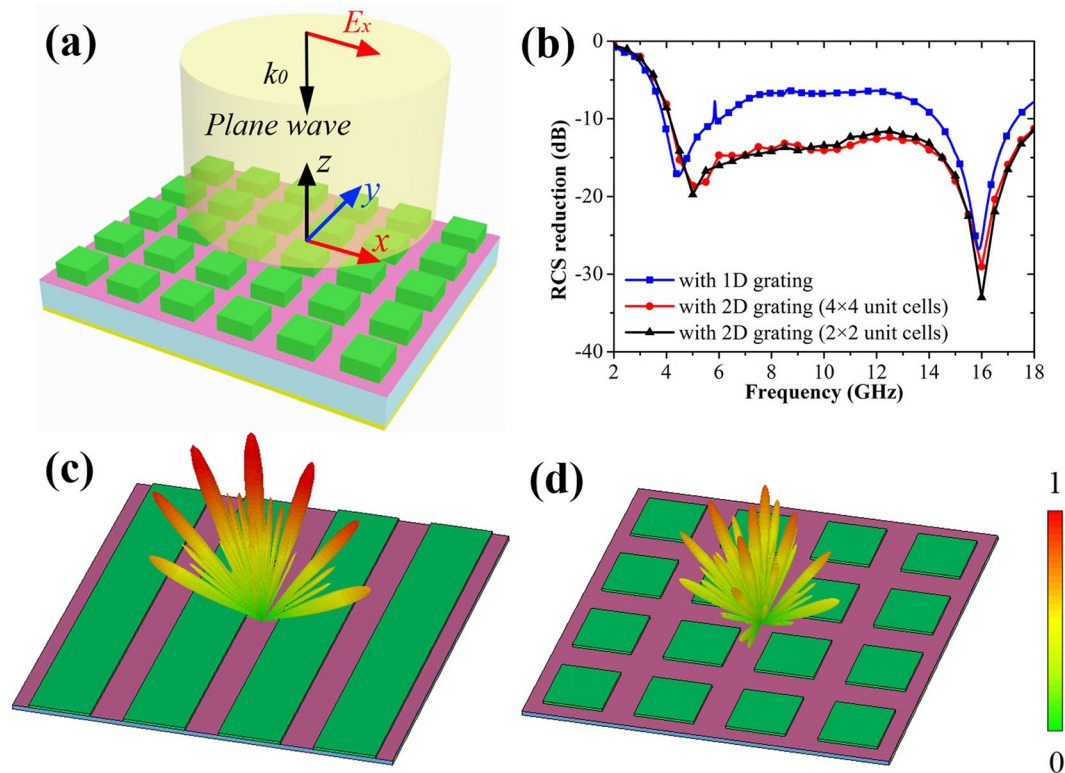 (a)
Ex
k0
Plane wave
z
y
x
(b)
0
-10
-20
-30
-40
RCS reduction (dB)
with 1D grating
with 2D grating (4×4 unit cells)
with 2D grating (2×2 unit cells)
2 4 6 8 10 12 14 16 18
Frequency (GHz)
(c)
(d)
1
0